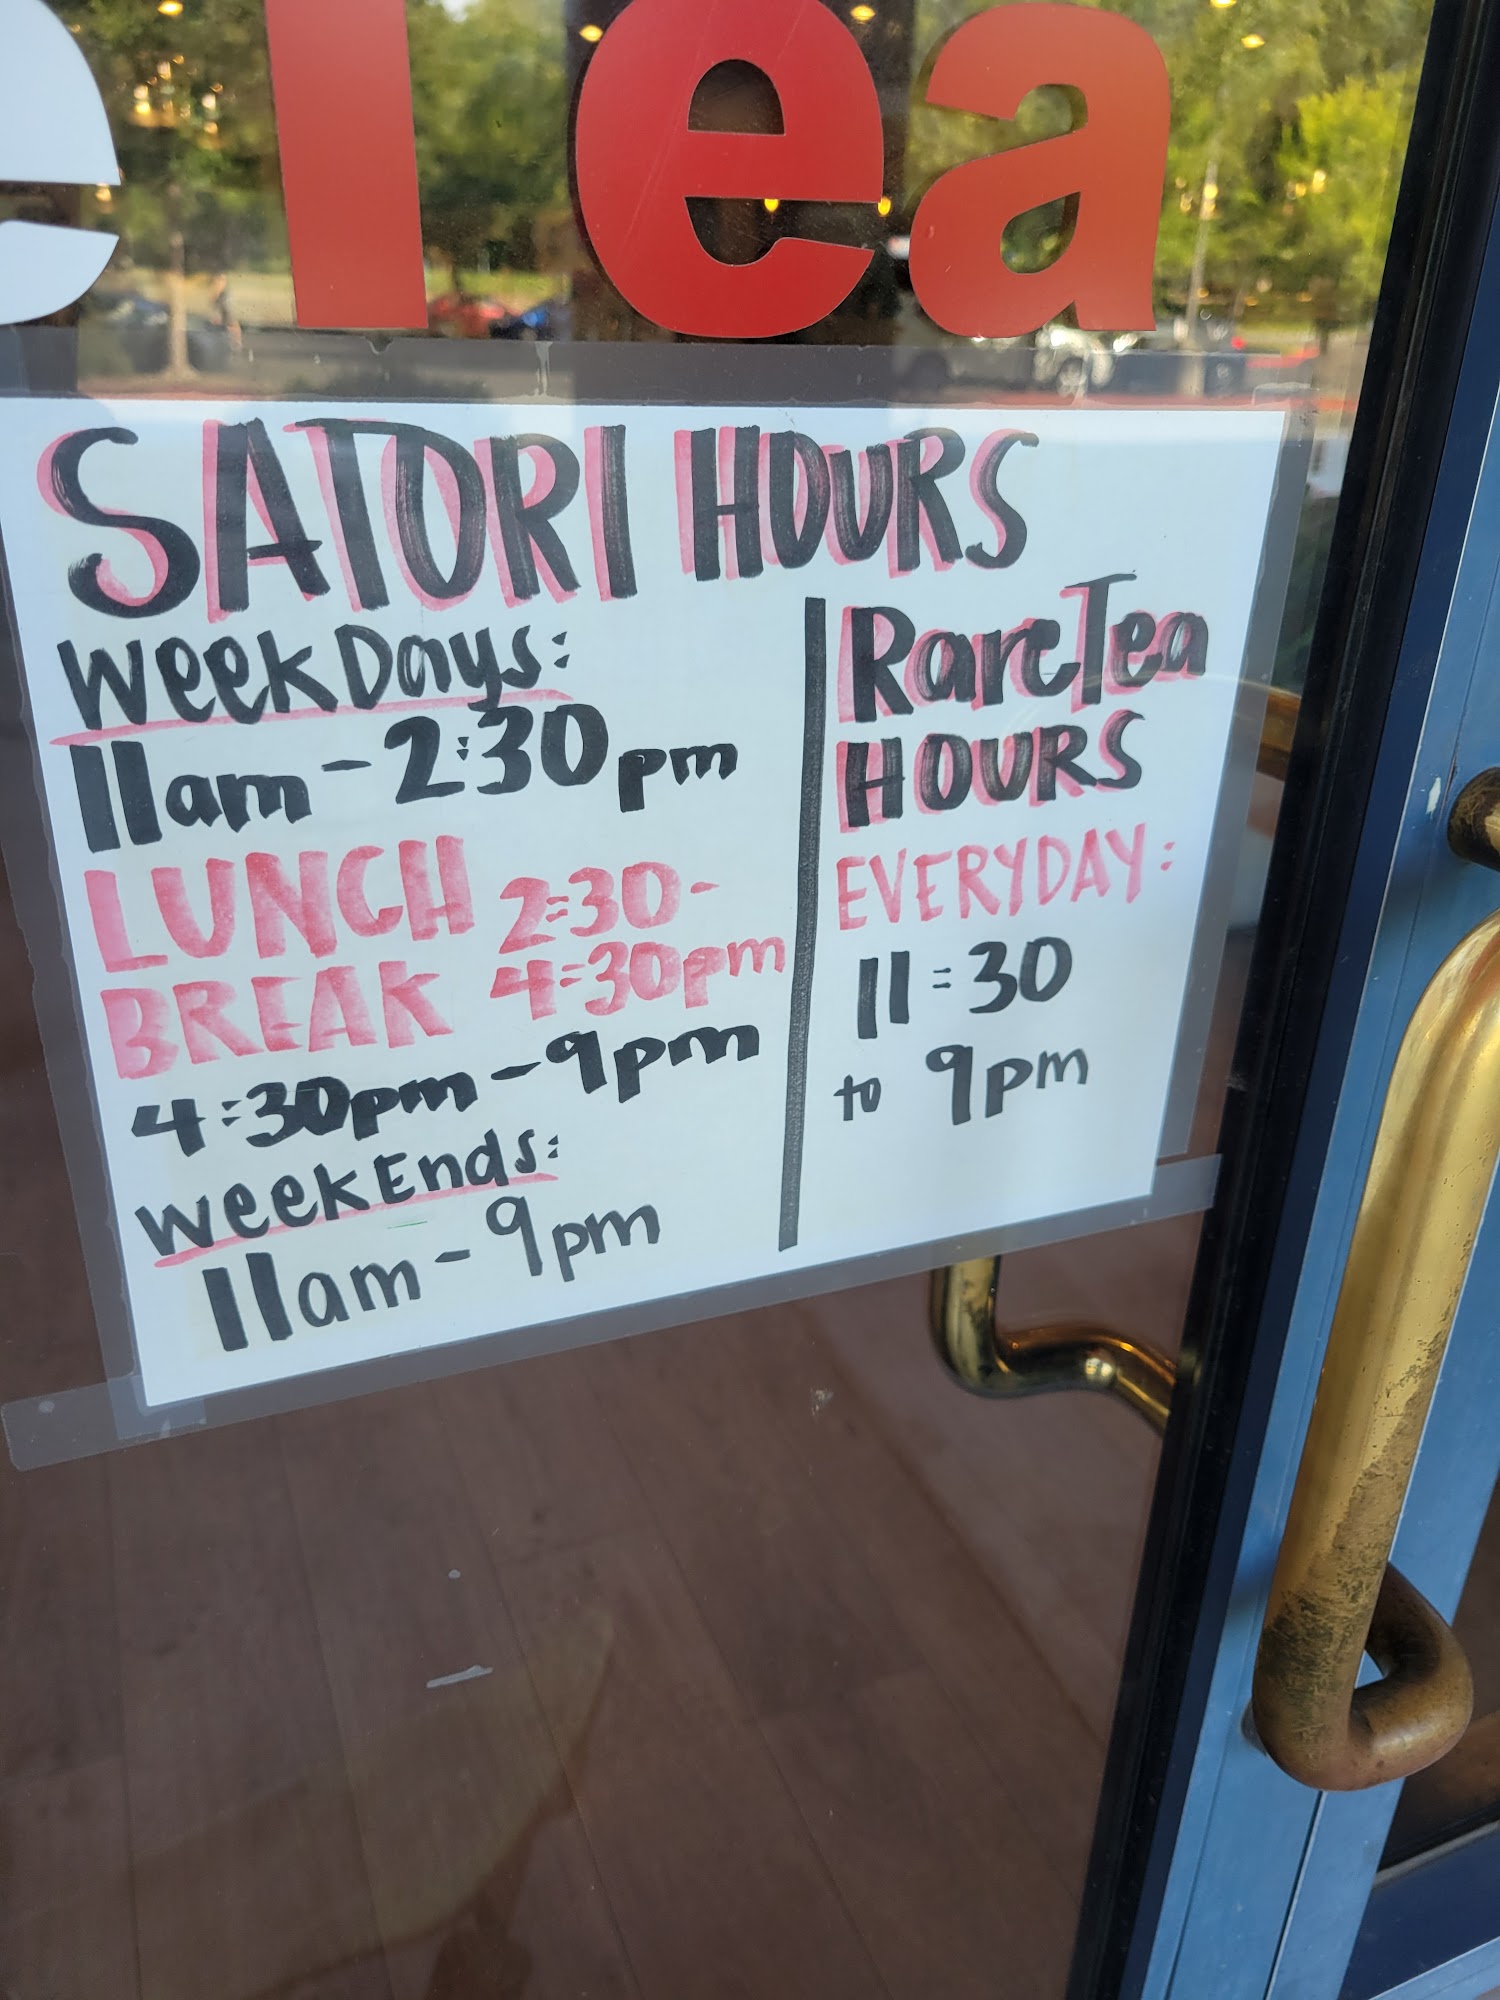 e Tea
SATORI HOURS
WeekDays:
11am - 2:30pm
LUNCH 2:30-
BREAK 4:30pm
4:30pm - 9pm
WeekEnds:
11am - 9pm
RareTea
HOURS
EVERYDAY:
11:30
to 9pm